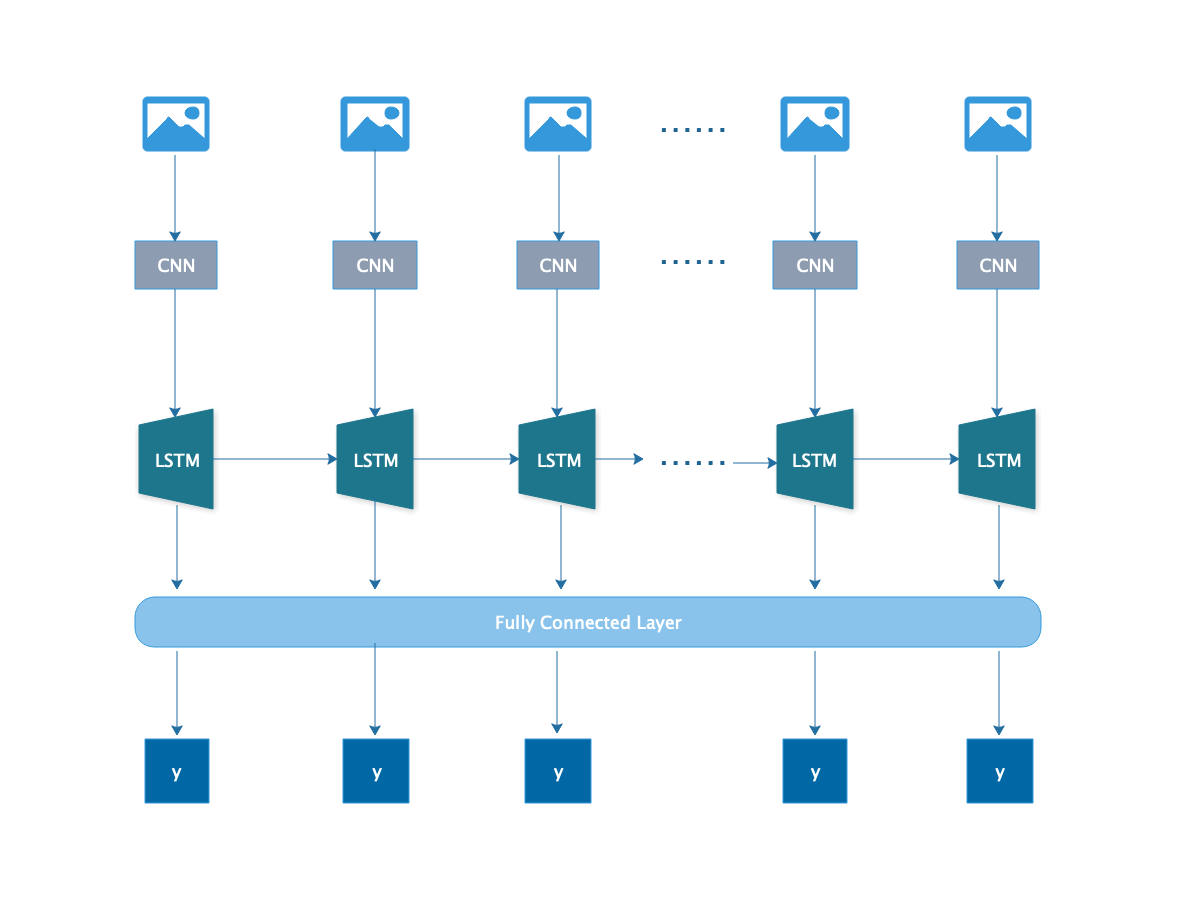 CNN CNN CNN ...... CNN CNN
LSTM LSTM LSTM ...... LSTM LSTM
Fully Connected Layer
y y y y y